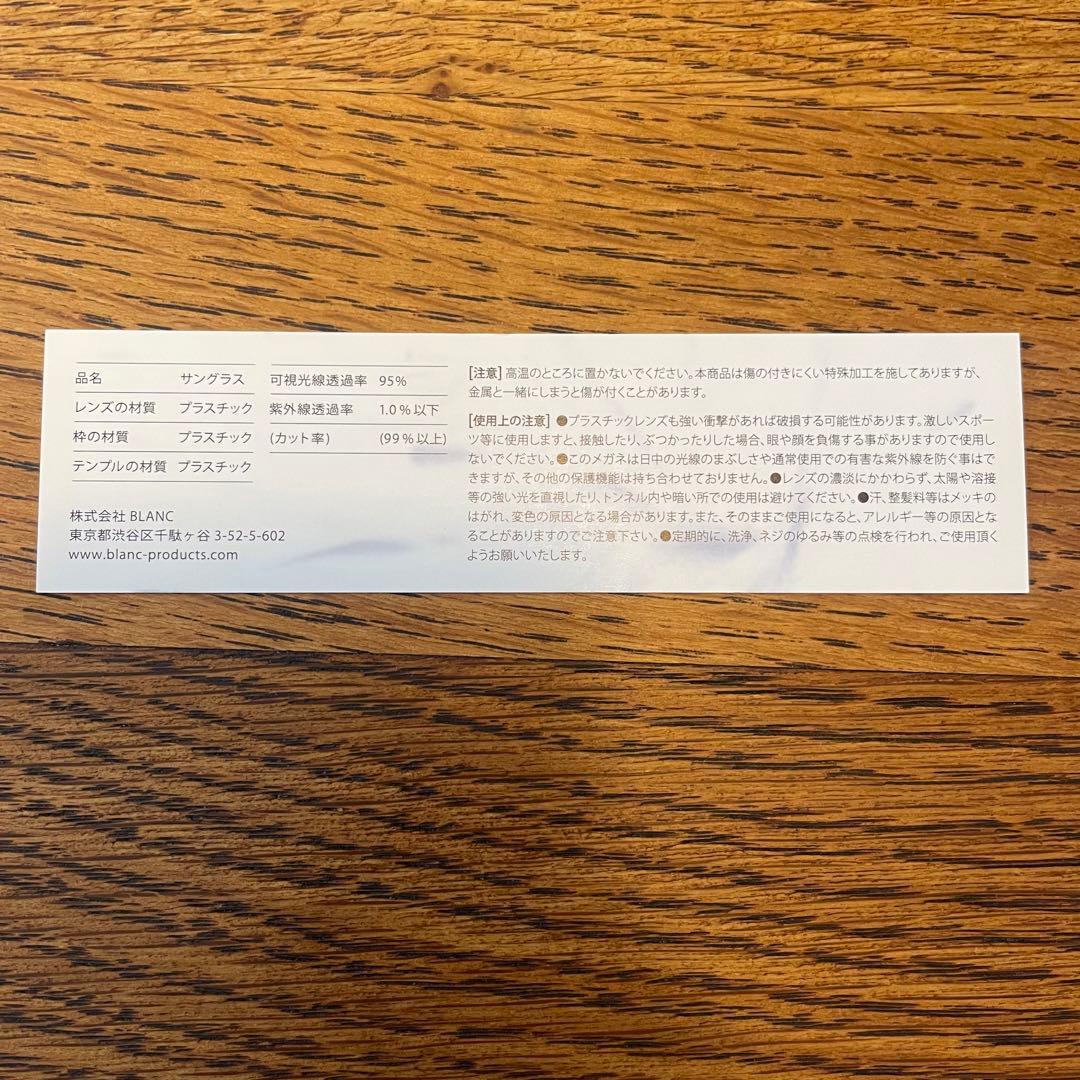 品名 サングラス
レンズの材質 プラスチック
枠の材質 プラスチック
テンプルの材質 プラスチック
可視光線透過率 95%
紫外線透過率 1.0%以下
(カット率) (99%以上)
株式会社 BLANC
東京都渋谷区千駄ヶ谷 3-52-5-602
www.blanc-products.com
[注意] 高温のところに置かないでください。本商品は傷の付きにくい特殊加工を施してありますが、
金属と一緒にしまうと傷が付くことがあります。
[使用上の注意] ●プラスチックレンズも強い衝撃があれば破損する可能性があります。激しいスポー
ツ等に使用しますと、接触したり、ぶつかったりした場合、眼や顔を負傷する事がありますので使用し
ないでください。●このメガネは日中の光線のまぶしさや通常使用での有害な紫外線を防ぐ事はで
きますが、その他の保護機能は持ち合わせておりません。●レンズの濃淡にかかわらず、太陽や溶接
等の強い光を直視したり、トンネル内や暗い所での使用は避けてください。●汗、整髪料等はメッキの
はがれ、変色の原因となる場合があります。また、そのままご使用になると、アレルギー等の原因とな
ることがありますのでご注意下さい。●定期的に、洗浄、ネジのゆるみ等の点検を行われ、ご使用頂く
ようお願いいたします。